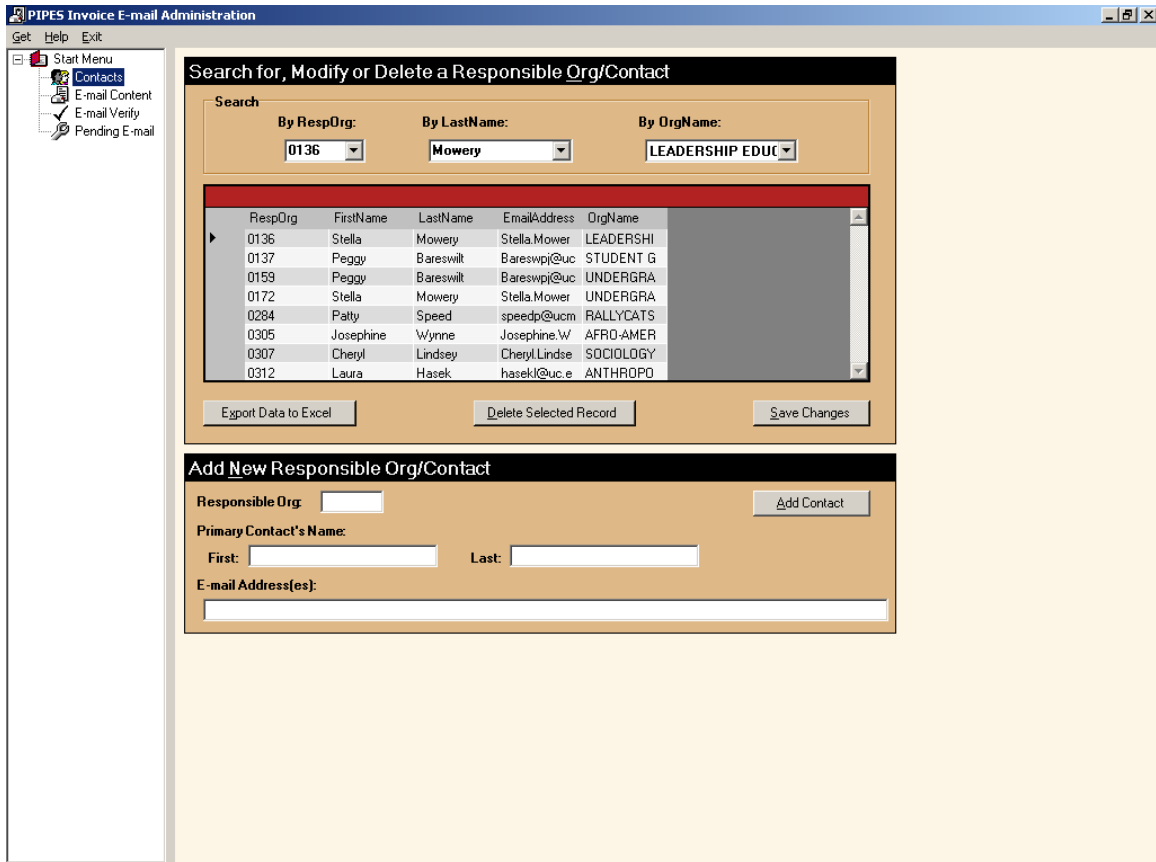 PIPES Invoice E-mail Administration
Get Help Exit
Start Menu
Contacts
E-mail Content
E-mail Verify
Pending E-mail
Search for, Modify or Delete a Responsible Org/Contact
Search
By RespOrg: By LastName: By OrgName:
0136 Mowery LEADERSHIP EDUC
RespOrg FirstName LastName EmailAddress OrgName
0136 Stella Mowery Stella.Mower LEADERSHI
0137 Peggy Bareswilt Bareswpj@uc STUDENT G
0159 Peggy Bareswilt Bareswpj@uc UNDERGRA
0172 Stella Mowery Stella.Mower UNDERGRA
0284 Patty Speed speedp@ucm RALLYCATS
0305 Josephine Wynne Josephine.W AFRO-AMER
0307 Cheryl Lindsey Cheryl.Lindse SOCIOLOGY
0312 Laura Hasek hasekl@uc.e ANTHROPO
Export Data to Excel Delete Selected Record Save Changes
Add New Responsible Org/Contact
Responsible Org: Add Contact
Primary Contact's Name:
First: Last:
E-mail Address(es):